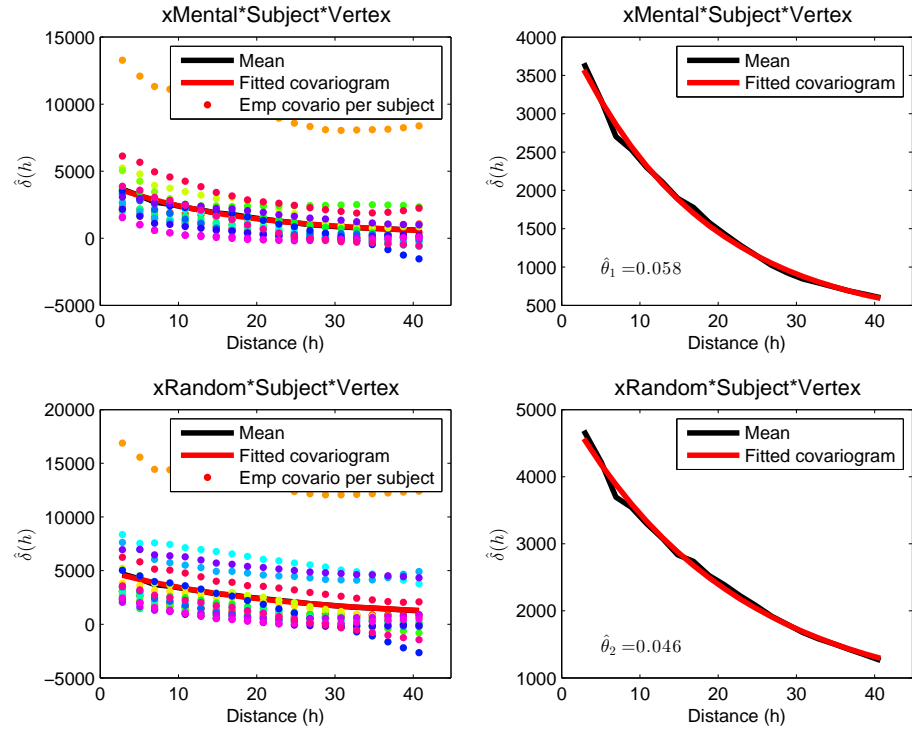 xMental*Subject*Vertex
15000
10000
5000
0
−5000
0 10 20 30 40
Distance (h)
δ̂(h)
Mean
Fitted covariogram
Emp covario per subject
xMental*Subject*Vertex
4000
3500
3000
2500
2000
1500
1000
500
0 10 20 30 40
Distance (h)
δ̂(h)
Mean
Fitted covariogram
θ̂₁ =0.058
xRandom*Subject*Vertex
20000
15000
10000
5000
0
−5000
0 10 20 30 40
Distance (h)
δ̂(h)
Mean
Fitted covariogram
Emp covario per subject
xRandom*Subject*Vertex
5000
4000
3000
2000
1000
0 10 20 30 40
Distance (h)
δ̂(h)
Mean
Fitted covariogram
θ̂₂ =0.046